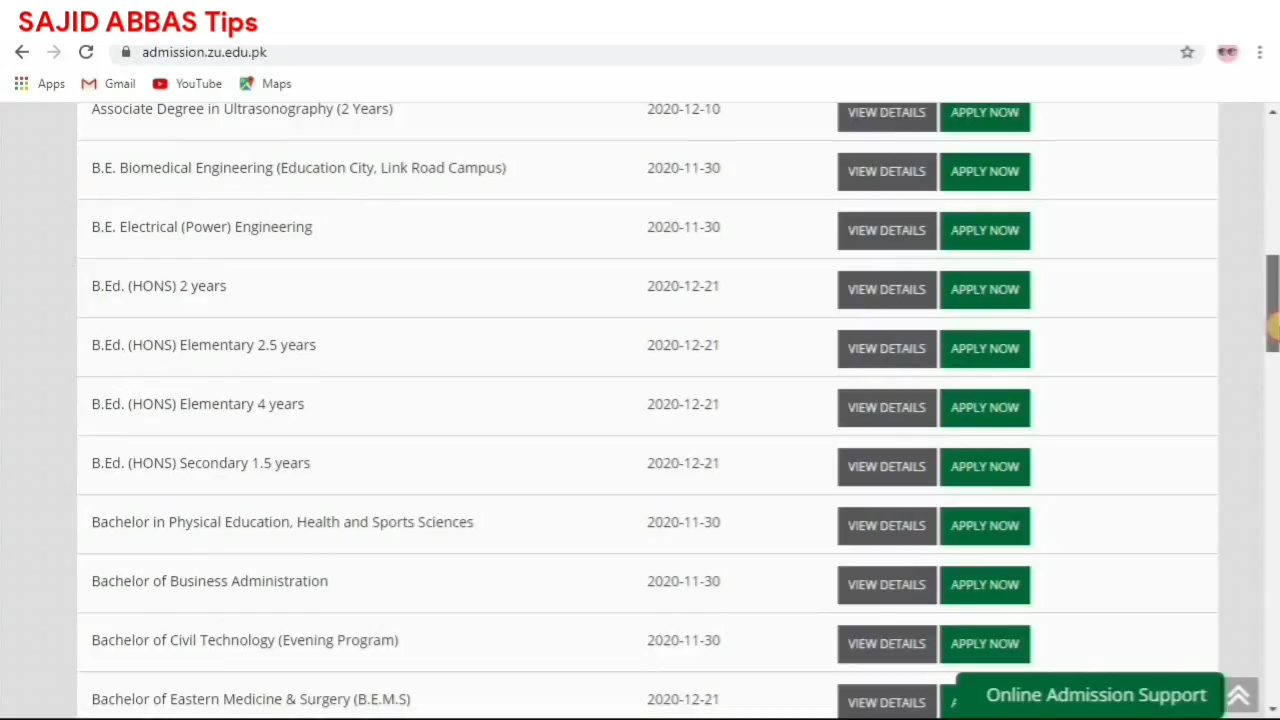 SAJID ABBAS Tips
admission.zu.edu.pk
Apps Gmail YouTube Maps
Associate Degree in Ultrasonography (2 Years) 2020-12-10 VIEW DETAILS APPLY NOW
B.E. Biomedical Engineering (Education City, Link Road Campus) 2020-11-30 VIEW DETAILS APPLY NOW
B.E. Electrical (Power) Engineering 2020-11-30 VIEW DETAILS APPLY NOW
B.Ed. (HONS) 2 years 2020-12-21 VIEW DETAILS APPLY NOW
B.Ed. (HONS) Elementary 2.5 years 2020-12-21 VIEW DETAILS APPLY NOW
B.Ed. (HONS) Elementary 4 years 2020-12-21 VIEW DETAILS APPLY NOW
B.Ed. (HONS) Secondary 1.5 years 2020-12-21 VIEW DETAILS APPLY NOW
Bachelor in Physical Education, Health and Sports Sciences 2020-11-30 VIEW DETAILS APPLY NOW
Bachelor of Business Administration 2020-11-30 VIEW DETAILS APPLY NOW
Bachelor of Civil Technology (Evening Program) 2020-11-30 VIEW DETAILS APPLY NOW
Bachelor of Eastern Medicine & Surgery (B.E.M.S) 2020-12-21 VIEW DETAILS
Online Admission Support